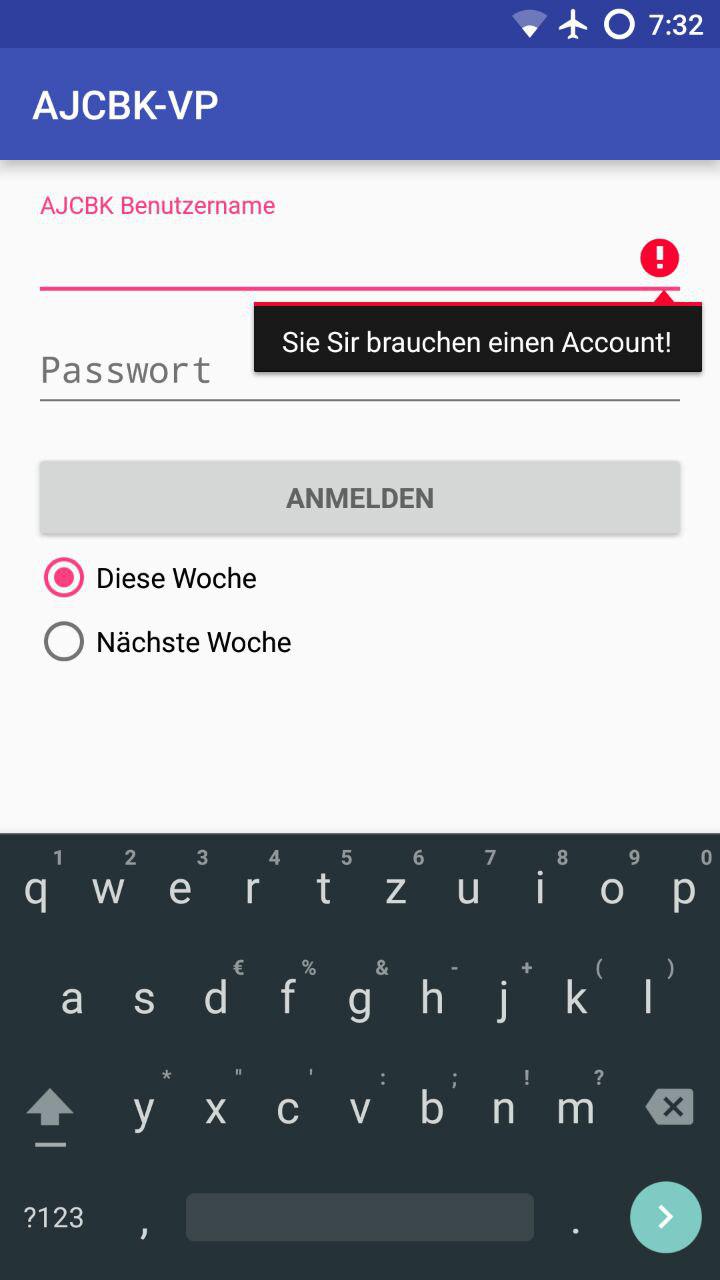 7:32
AJCBK-VP
AJCBK Benutzername
!
Sie Sir brauchen einen Account!
Passwort
ANMELDEN
Diese Woche
Nächste Woche
1 2 3 4 5 6 7 8 9 0
q w e r t z u i o p
€ % & - + ( )
a s d f g h j k l
* " ' : ; ! ?
y x c v b n m
?123 , .